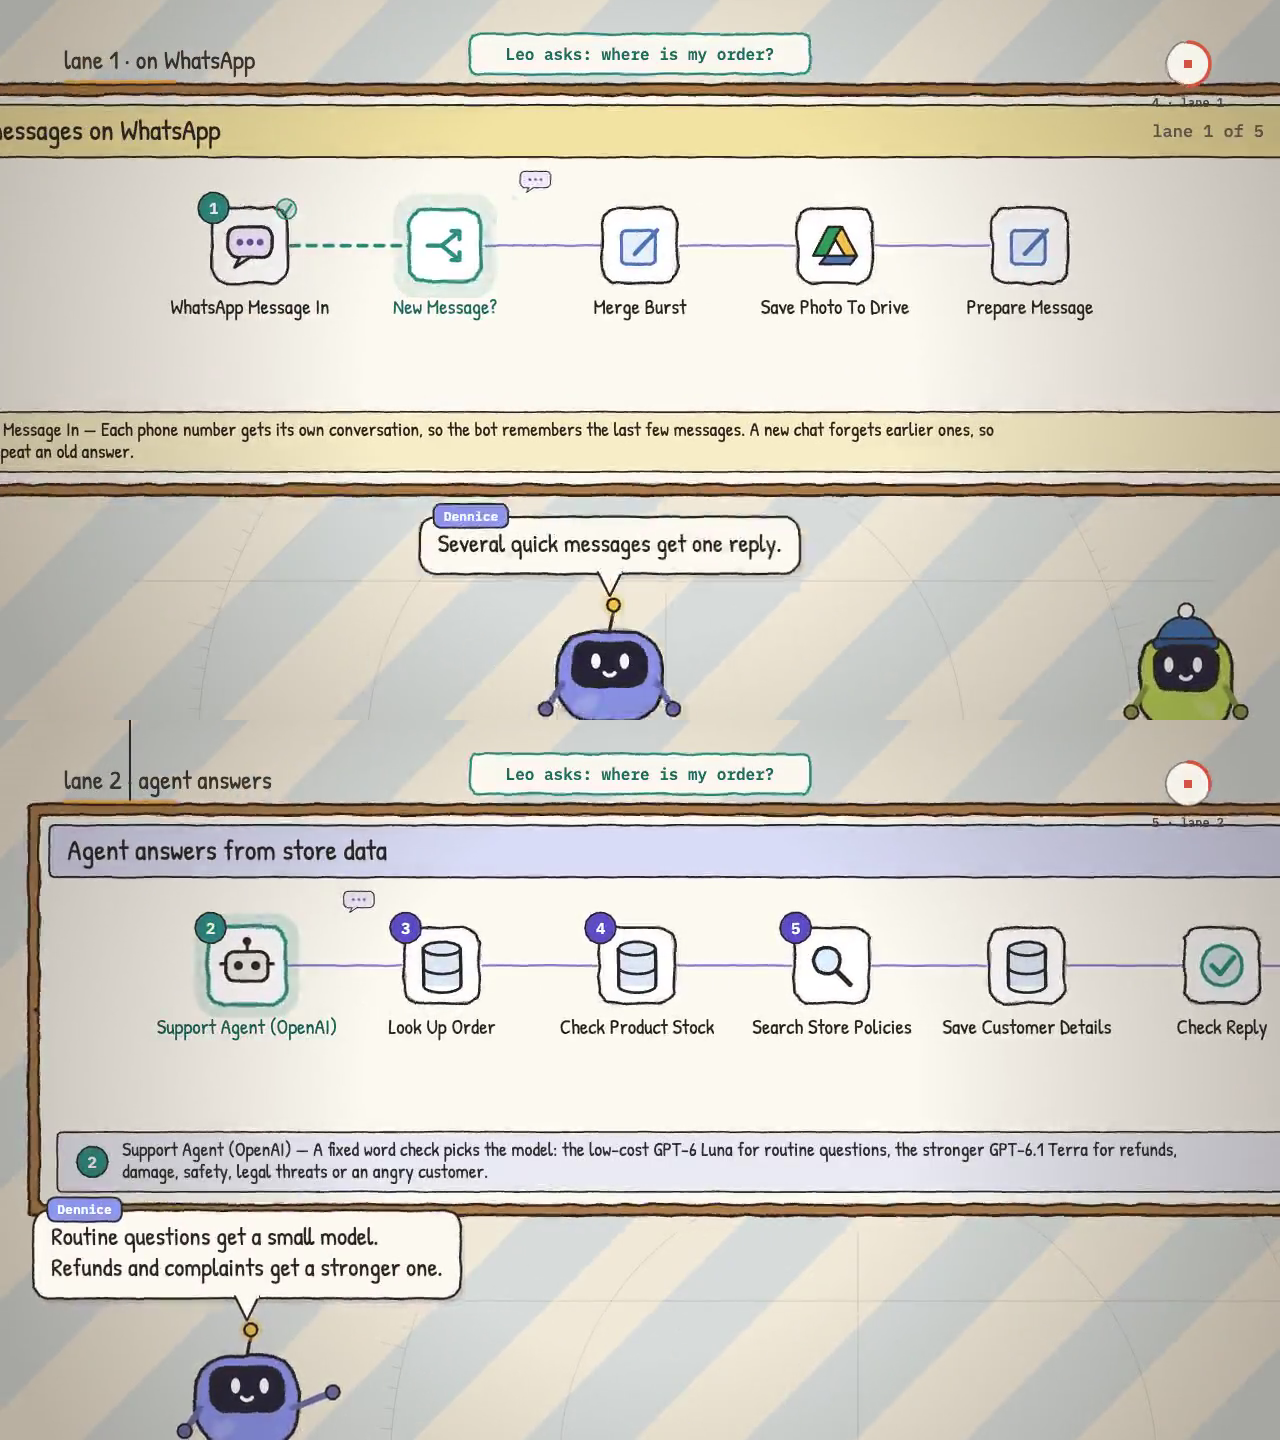 lane 1 · on WhatsApp
Leo asks: where is my order?
4 · lane 1
messages on WhatsApp
lane 1 of 5
1
WhatsApp Message In
New Message?
Merge Burst
Save Photo To Drive
Prepare Message
Message In — Each phone number gets its own conversation, so the bot remembers the last few messages. A new chat forgets earlier ones, so
peat an old answer.
Dennice
Several quick messages get one reply.
lane 2 · agent answers
Leo asks: where is my order?
5 · lane 2
Agent answers from store data
2
3
4
5
Support Agent (OpenAI)
Look Up Order
Check Product Stock
Search Store Policies
Save Customer Details
Check Reply
2
Support Agent (OpenAI) — A fixed word check picks the model: the low-cost GPT-6 Luna for routine questions, the stronger GPT-6.1 Terra for refunds,
damage, safety, legal threats or an angry customer.
Dennice
Routine questions get a small model.
Refunds and complaints get a stronger one.